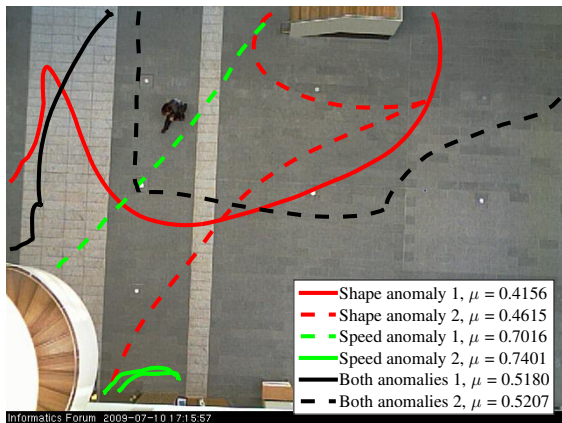 Shape anomaly 1, μ = 0.4156
Shape anomaly 2, μ = 0.4615
Speed anomaly 1, μ = 0.7016
Speed anomaly 2, μ = 0.7401
Both anomalies 1, μ = 0.5180
Both anomalies 2, μ = 0.5207
Informatics Forum 2009-07-10 17:15:57